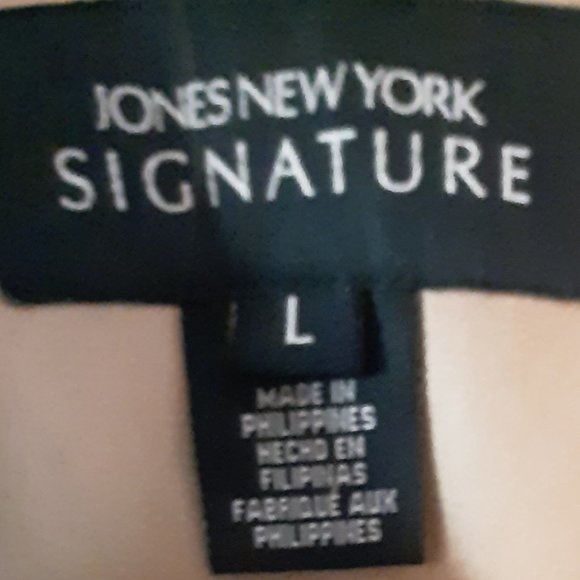 JONES NEW YORK
SIGNATURE
L
MADE IN
PHILIPPINES
HECHO EN
FILIPINAS
FABRIQUÉ AUX
PHILIPPINES